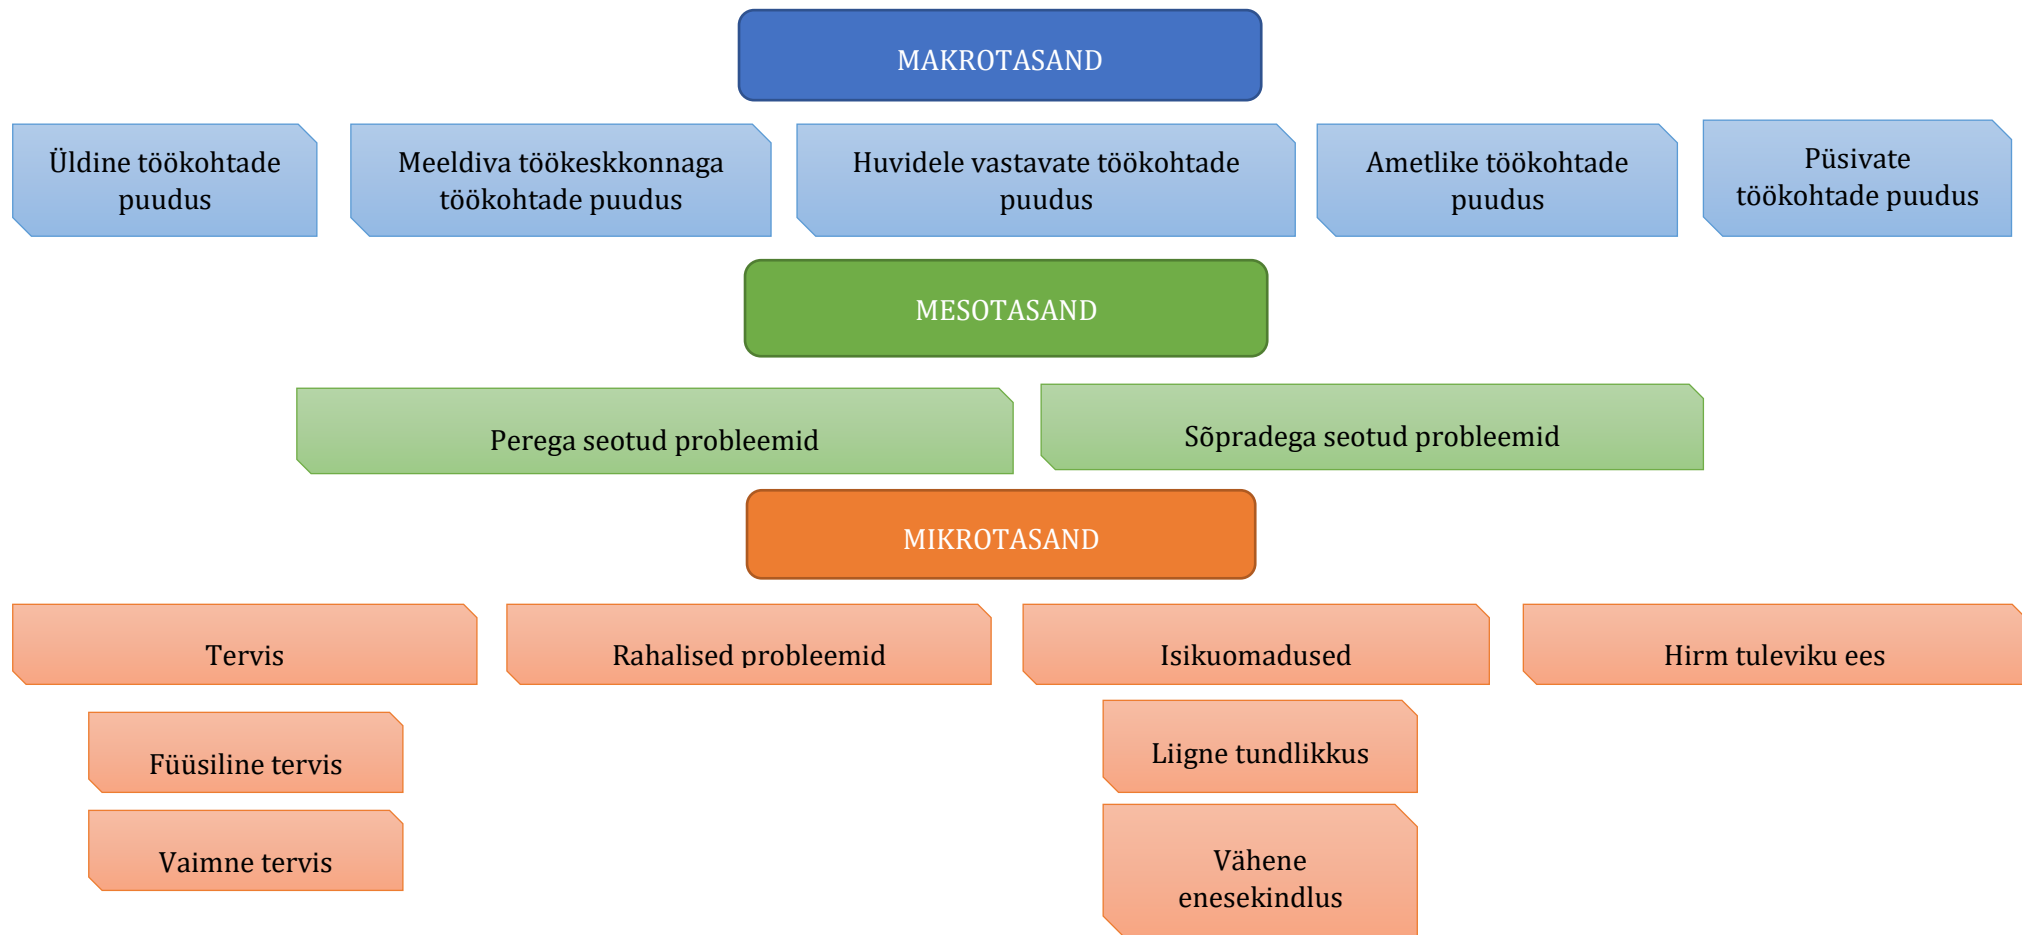 MAKROTASAND
Üldine töökohtade
puudus
Meeldiva töökeskkonnaga
töökohtade puudus
Huvidele vastavate töökohtade
puudus
Ametlike töökohtade
puudus
Püsivate
töökohtade puudus
MESOTASAND
Perega seotud probleemid
Sõpradega seotud probleemid
MIKROTASAND
Tervis
Rahalised probleemid
Isikuomadused
Hirm tuleviku ees
Füüsiline tervis
Vaimne tervis
Liigne tundlikkus
Vähene
enesekindlus